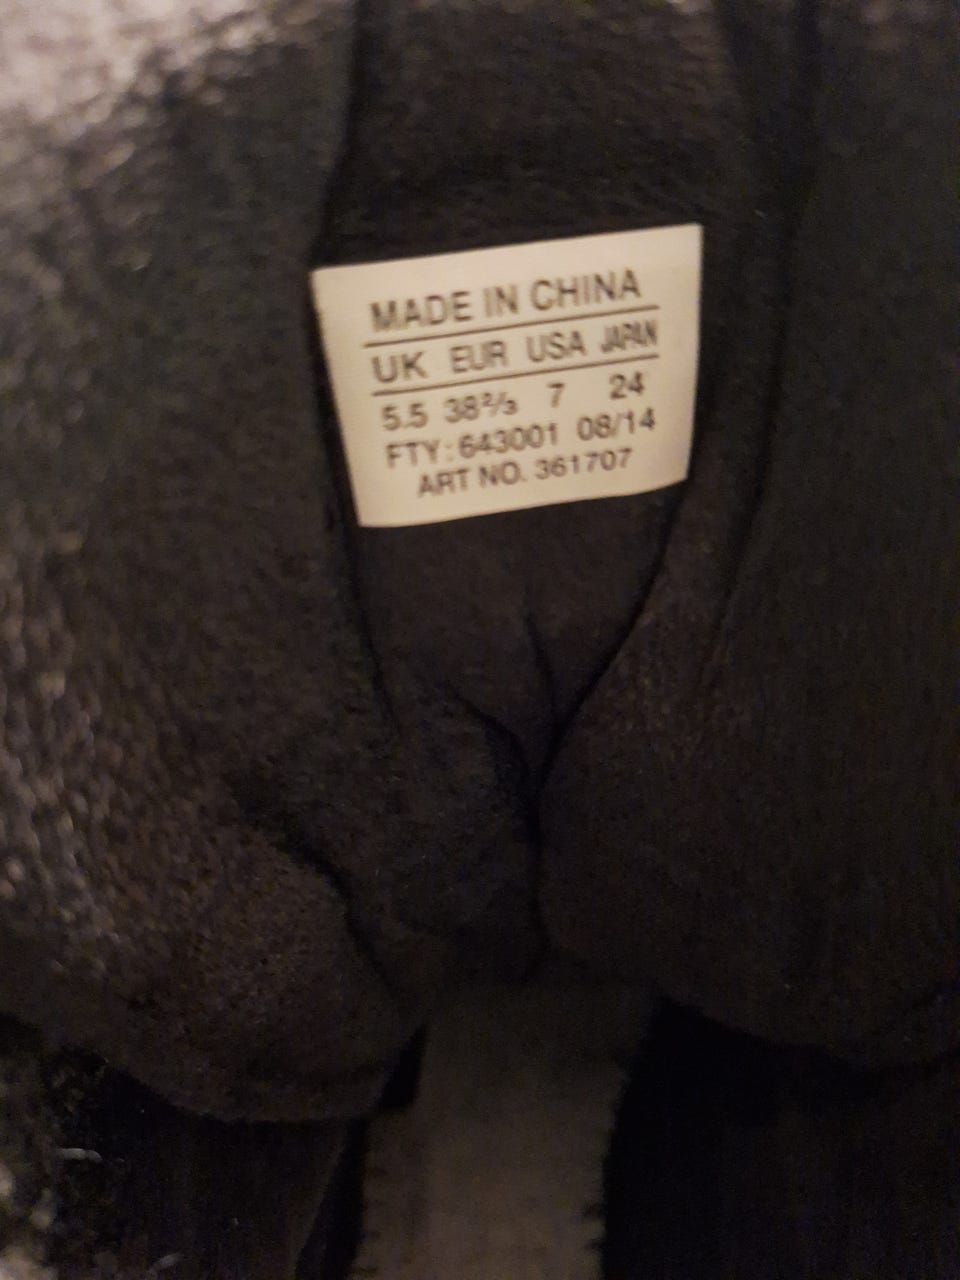 MADE IN CHINA
UK EUR USA JAPAN
5.5 38⅔ 7 24
FTY: 643001 08/14
ART NO. 361707